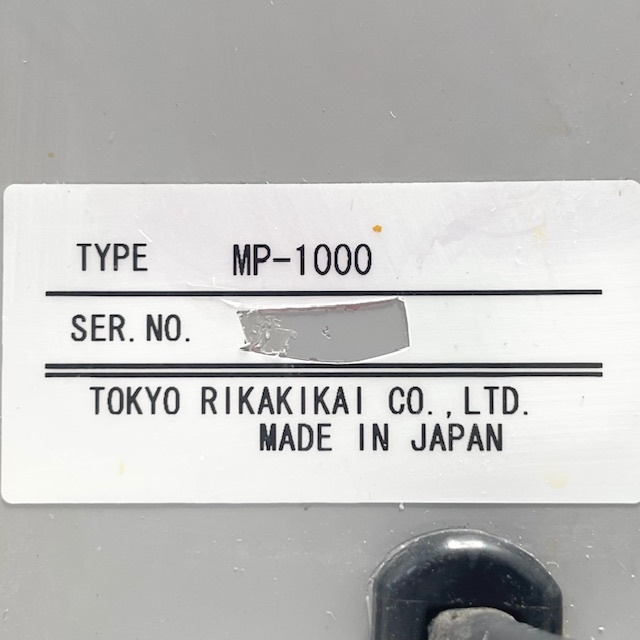 TYPE MP-1000
SER. NO.
TOKYO RIKAKIKAI CO.,LTD.
MADE IN JAPAN